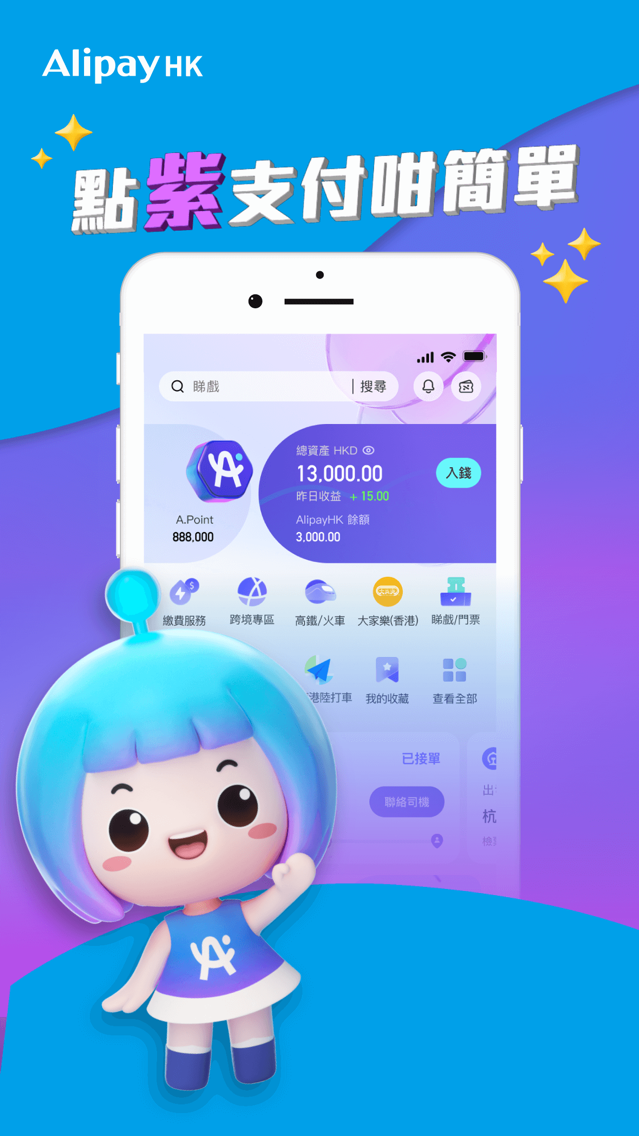 AlipayHK
點紫支付咁簡單
睇戲 | 搜尋
總資產 HKD
13,000.00
入錢
昨日收益 +15.00
A.Point
AlipayHK 餘額
888,000
3,000.00
繳費服務 跨境專區 高鐵/火車 大家樂(香港) 睇戲/門票
港陸打車 我的收藏 查看全部
已接單
出
聯絡司機
杭